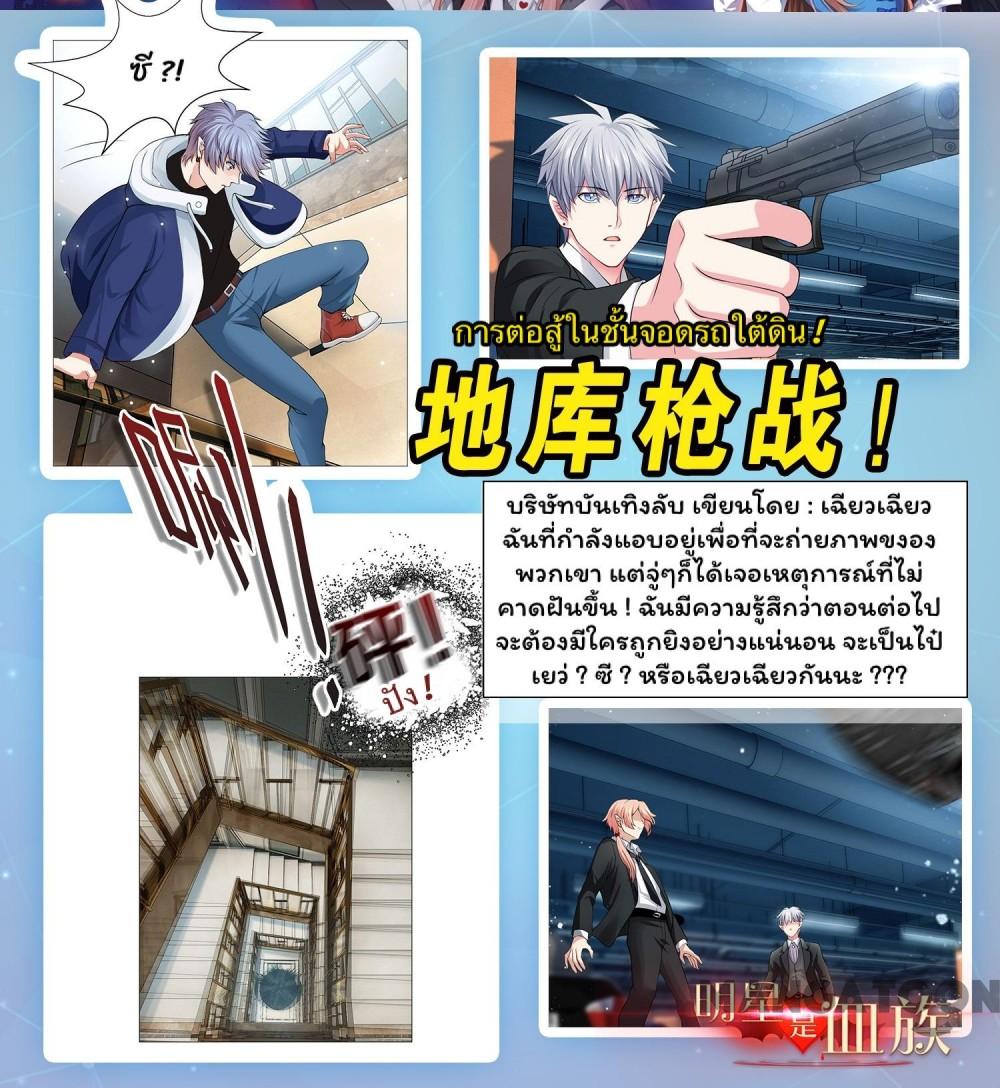 ซี ?!
การต่อสู้ในชั้นจอดรถใต้ดิน!
地库枪战!
บริษัทบันเทิงลับ เขียนโดย : เฉียวเฉียว
ฉันที่กำลังแอบอยู่เพื่อที่จะถ่ายภาพขงอง
พวกเขา แต่จู่ๆก็ได้เจอเหตุการณ์ที่ไม่
คาดฝันขึ้น ! ฉันมีความรู้สึกว่าตอนต่อไป
จะต้องมีใครถูกยิงอย่างแน่นอน จะเป็นไป๋
เยว่ ? ซี ? หรือเฉียวเฉียวกันนะ ???
砰!
ปัง!
明星是血族